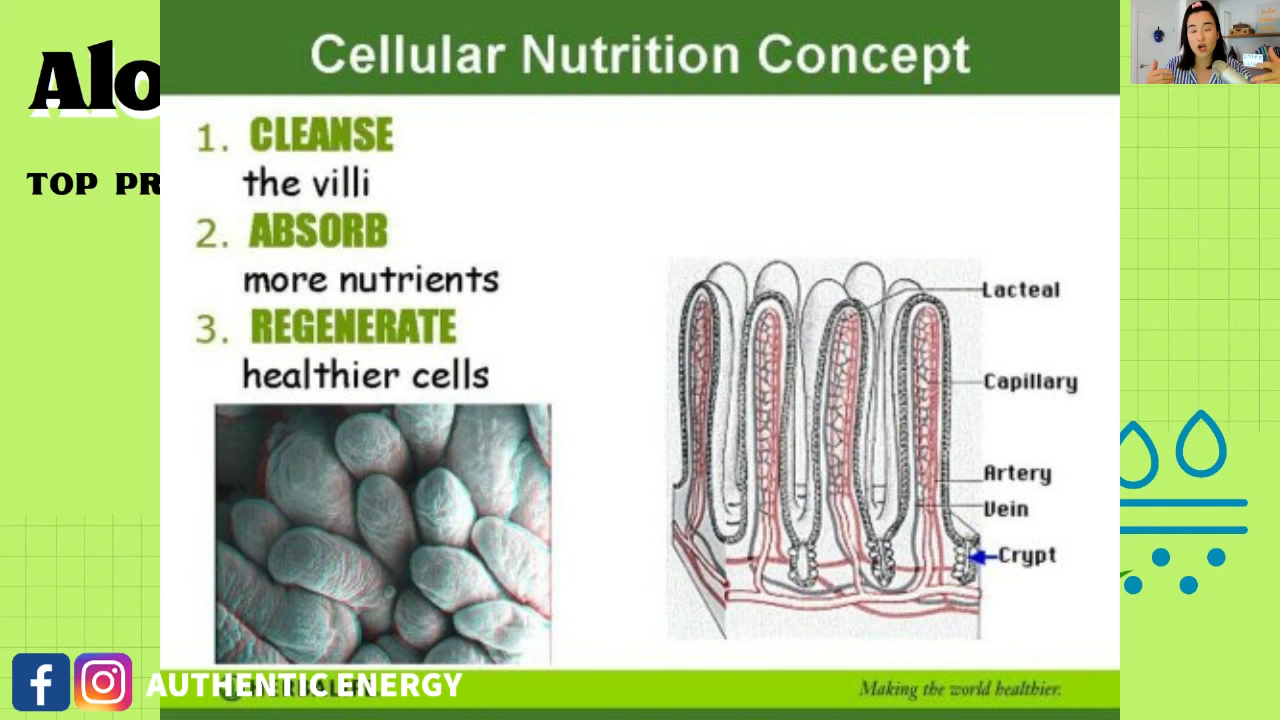 Cellular Nutrition Concept
Alo
TOP PR
1. CLEANSE
the villi
2. ABSORB
more nutrients
3. REGENERATE
healthier cells
Lacteal
Capillary
Artery
Vein
Crypt
AUTHENTIC ENERGY
Making the world healthier.